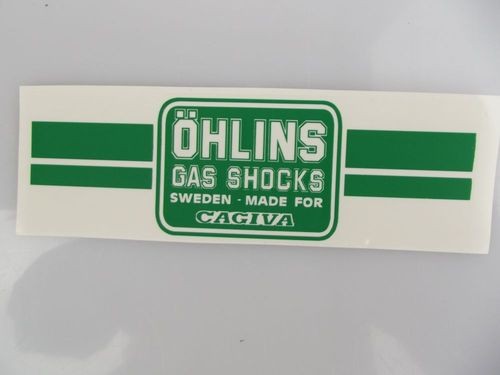 ÖHLINS
GAS SHOCKS
SWEDEN - MADE FOR
CAGIVA